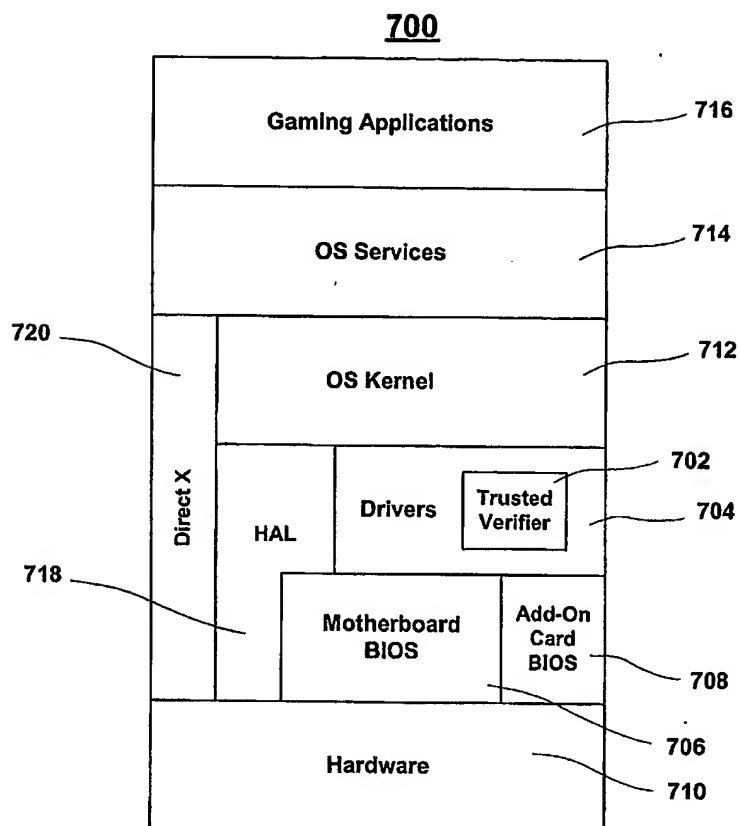 700
Gaming Applications
716
OS Services
714
720
OS Kernel
712
Direct X
HAL
Drivers
Trusted
Verifier
702
704
718
Motherboard
BIOS
Add-On
Card
BIOS
708
706
Hardware
710